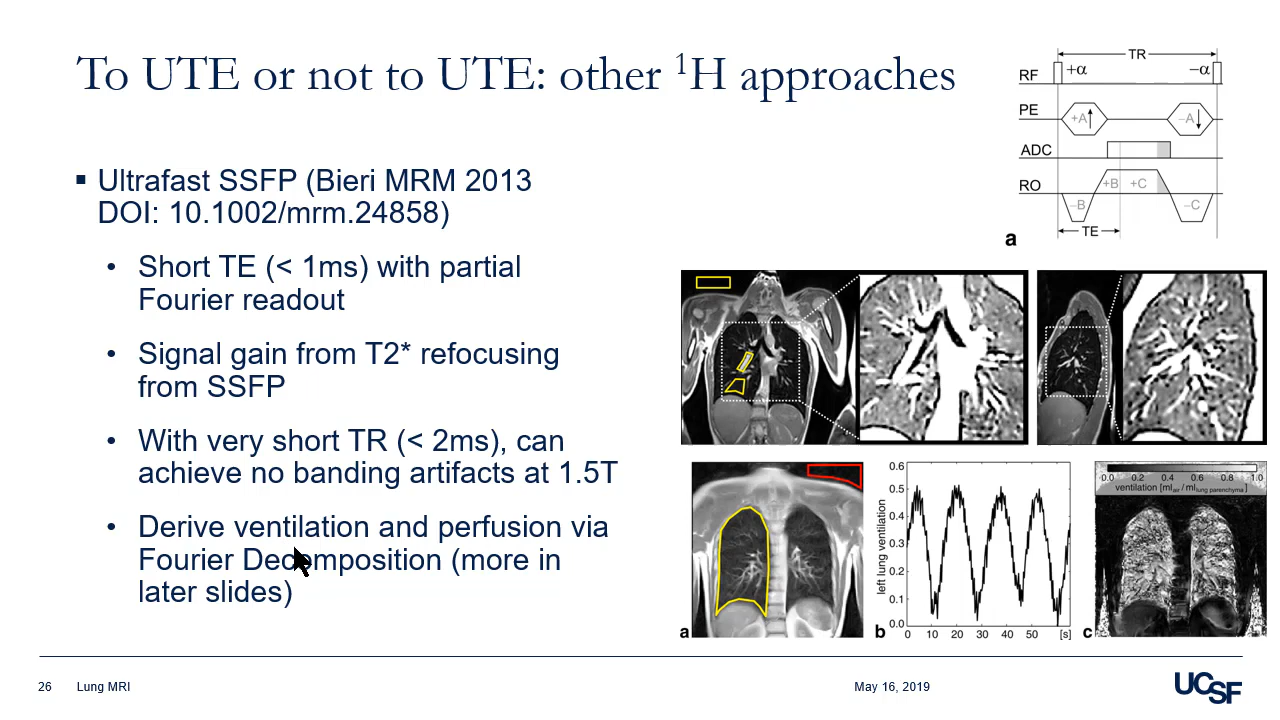 To UTE or not to UTE: other ¹H approaches
▪ Ultrafast SSFP (Bieri MRM 2013
DOI: 10.1002/mrm.24858)
• Short TE (< 1ms) with partial
Fourier readout
• Signal gain from T2* refocusing
from SSFP
• With very short TR (< 2ms), can
achieve no banding artifacts at 1.5T
• Derive ventilation and perfusion via
Fourier Decomposition (more in
later slides)
TR
RF +α −α
PE +A −A
ADC
RO +B +C
−B −C
TE
a
a
0.6
0.5
0.4
0.3
0.2
0.1
0.0
left lung ventilation
0 10 20 30 40 50 [s]
b
0.0 0.2 0.4 0.6 0.8 1.0
ventilation [ml air / ml lung parenchyma]
c
26 Lung MRI May 16, 2019 UCSF